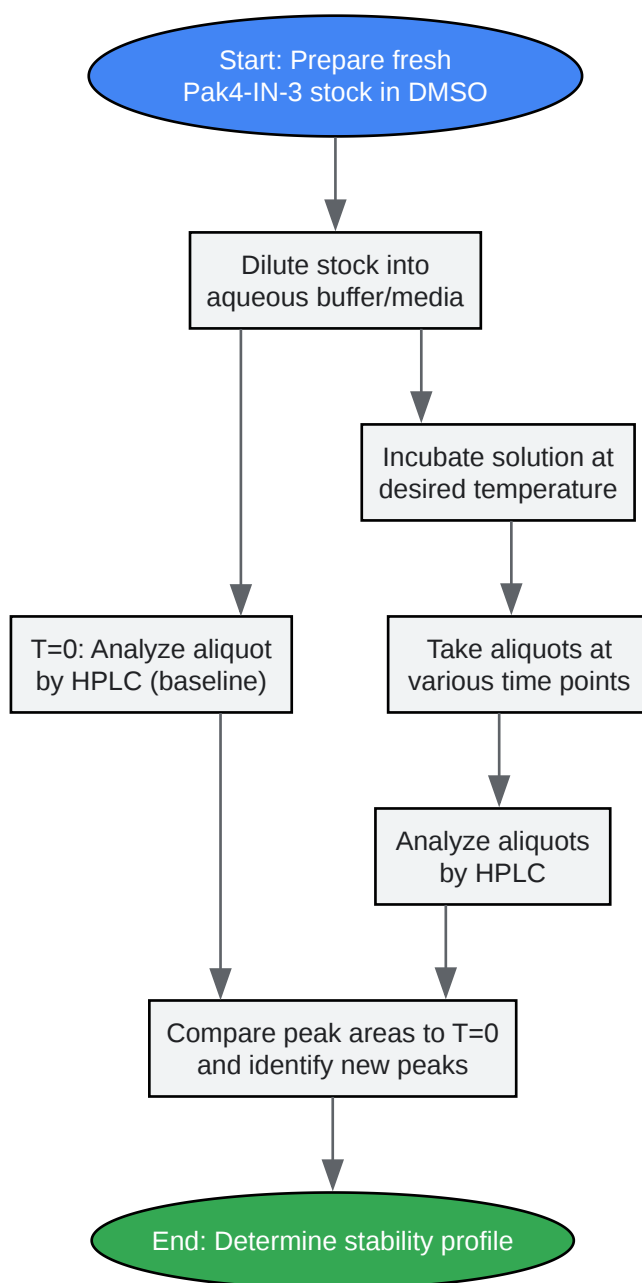 Start: Prepare fresh
Pak4-IN-3 stock in DMSO
Dilute stock into
aqueous buffer/media
Incubate solution at
desired temperature
T=0: Analyze aliquot
by HPLC (baseline)
Take aliquots at
various time points
Analyze aliquots
by HPLC
Compare peak areas to T=0
and identify new peaks
End: Determine stability profile